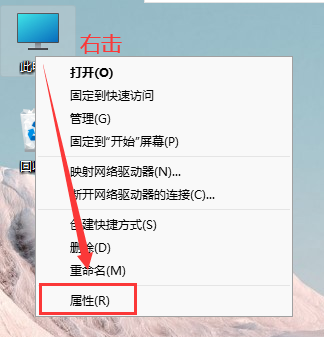 右击
打开(O)
固定到快速访问
管理(G)
固定到"开始"屏幕(P)
映射网络驱动器(N)...
断开网络驱动器的连接(C)...
创建快捷方式(S)
删除(D)
重命名(M)
属性(R)